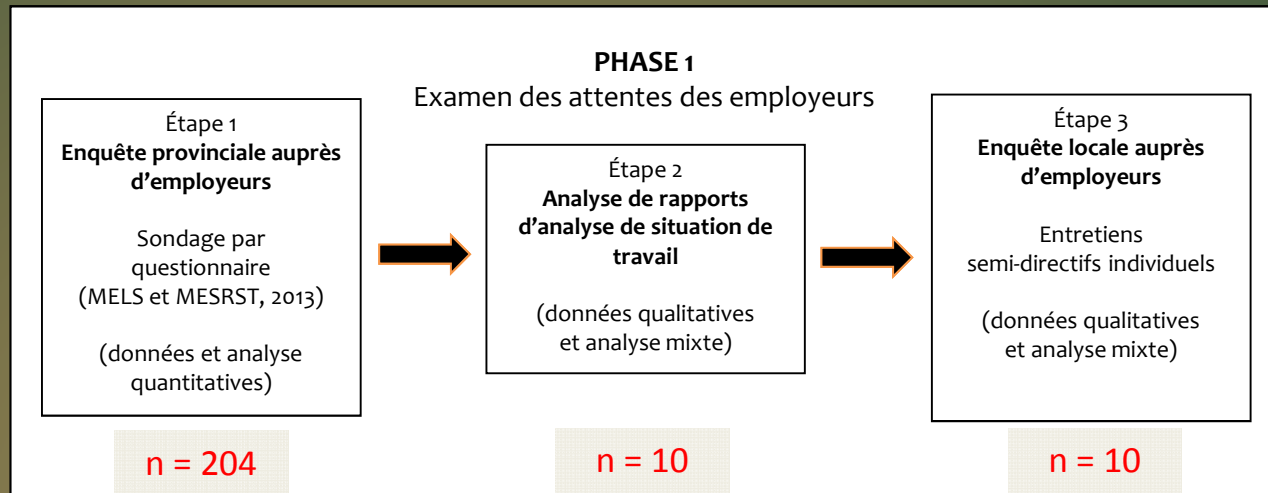 PHASE 1
Examen des attentes des employeurs
Étape 1
Enquête provinciale auprès
d’employeurs
Sondage par
questionnaire
(MELS et MESRST, 2013)
(données et analyse
quantitatives)
n = 204
Étape 2
Analyse de rapports
d’analyse de situation de
travail
(données qualitatives
et analyse mixte)
n = 10
Étape 3
Enquête locale auprès
d’employeurs
Entretiens
semi-directifs individuels
(données qualitatives
et analyse mixte)
n = 10